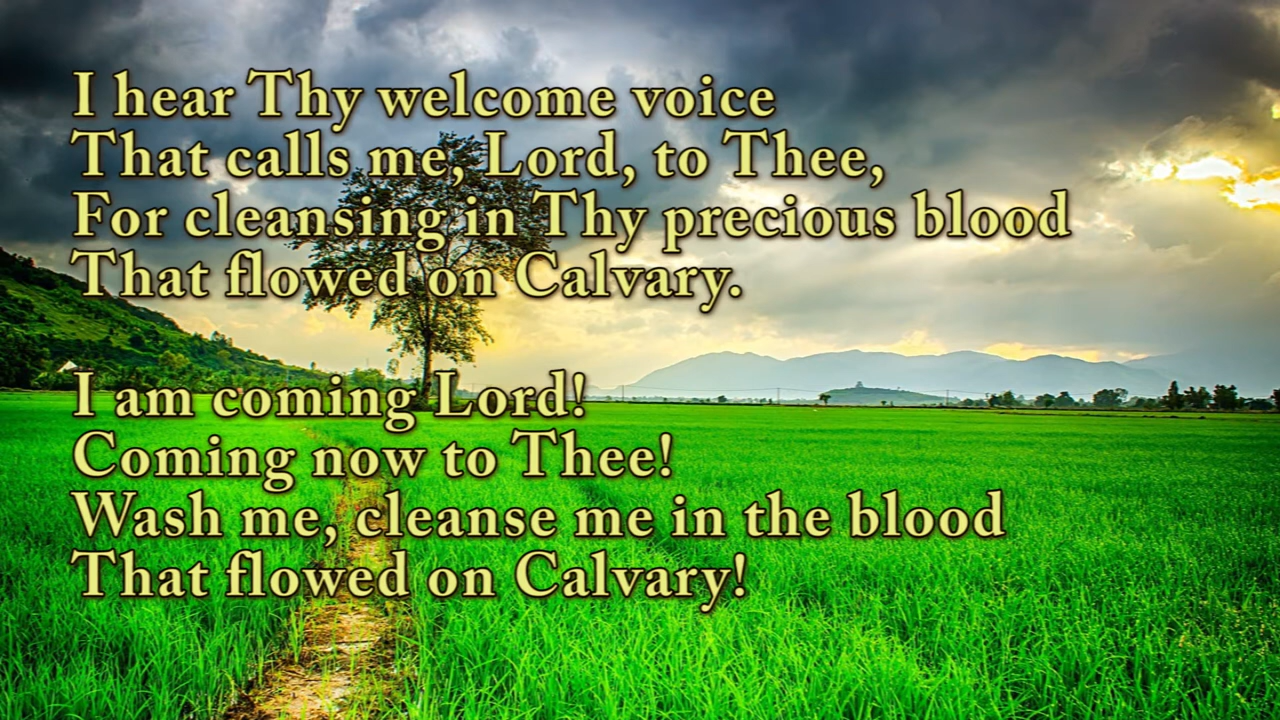 I hear Thy welcome voice
That calls me, Lord, to Thee,
For cleansing in Thy precious blood
That flowed on Calvary.
I am coming Lord!
Coming now to Thee!
Wash me, cleanse me in the blood
That flowed on Calvary!